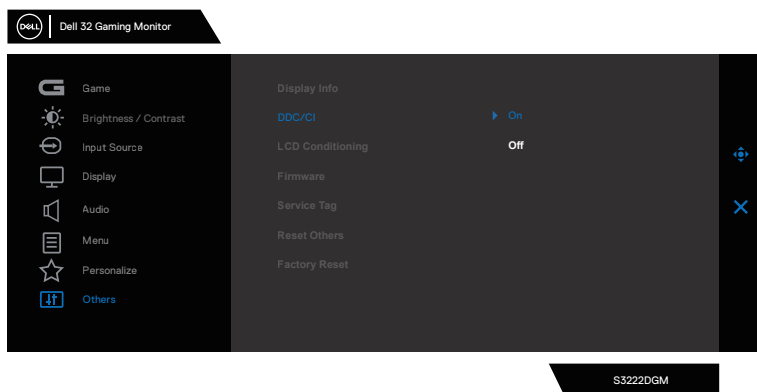 DELL
Dell 32 Gaming Monitor
Game
Brightness / Contrast
Input Source
Display
Audio
Menu
Personalize
Others
Display Info
DDC/CI
LCD Conditioning
Firmware
Service Tag
Reset Others
Factory Reset
On
Off
S3222DGM